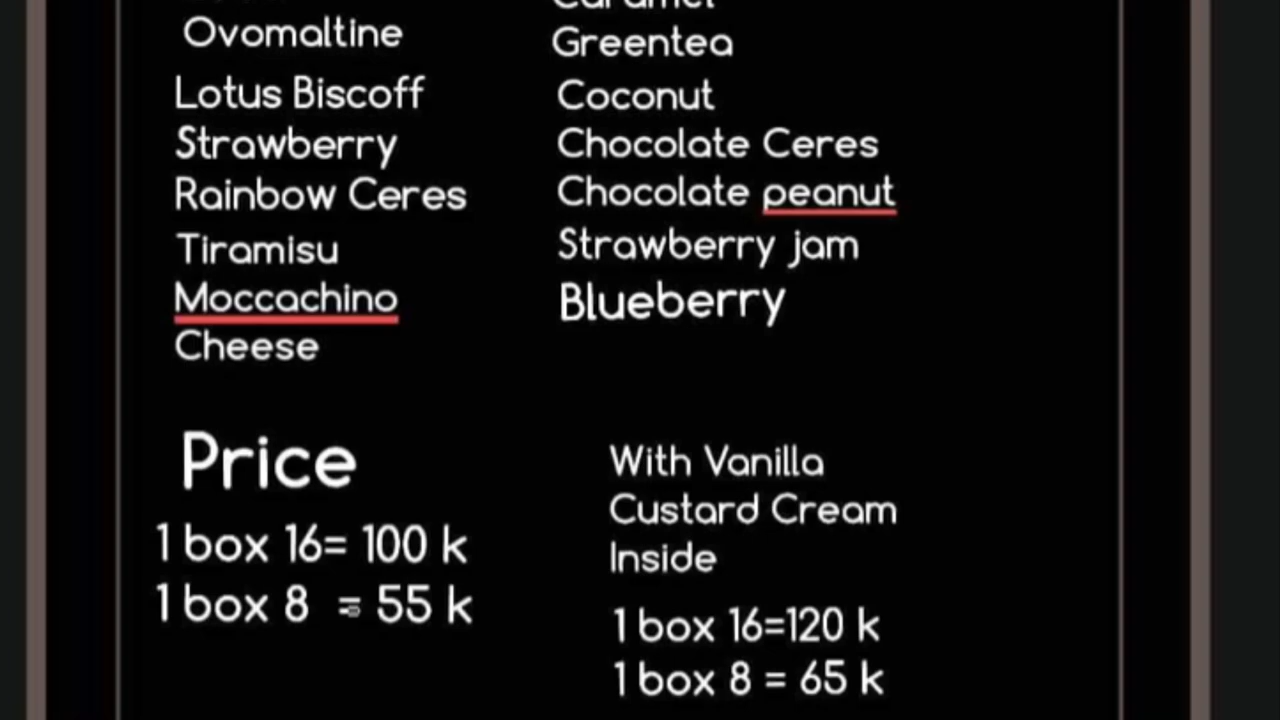 Ovomaltine
Lotus Biscoff
Strawberry
Rainbow Ceres
Tiramisu
Moccachino
Cheese
Caramel
Greentea
Coconut
Chocolate Ceres
Chocolate peanut
Strawberry jam
Blueberry
Price
1 box 16= 100 k
1 box 8 = 55 k
With Vanilla
Custard Cream
Inside
1 box 16=120 k
1 box 8 = 65 k